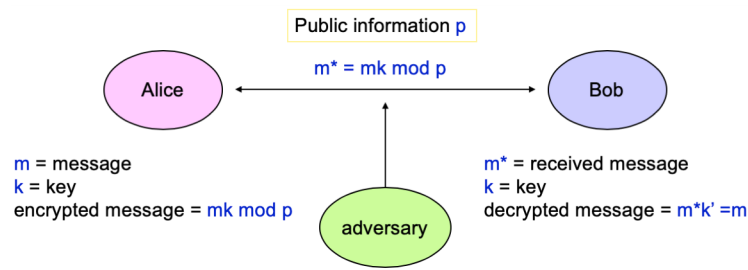 Public information p
m* = mk mod p
Alice
Bob
m = message
k = key
encrypted message = mk mod p
m* = received message
k = key
decrypted message = m*k’ =m
adversary